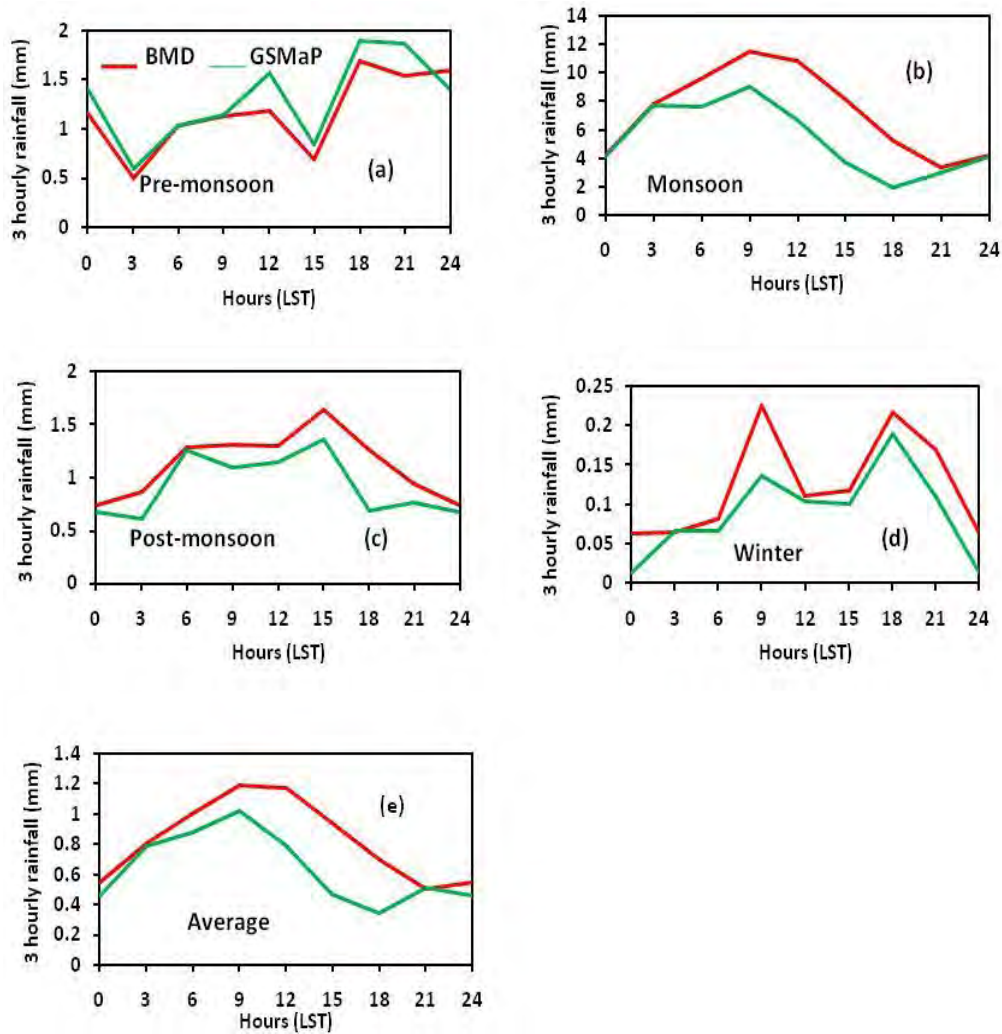 BMD GSMaP
3 hourly rainfall (mm)
2
1.5
1
0.5
0
Pre-monsoon
(a)
0 3 6 9 12 15 18 21 24
Hours (LST)
3 hourly rainfall (mm)
14
12
10
8
6
4
2
0
(b)
Monsoon
0 3 6 9 12 15 18 21 24
Hours (LST)
3 hourly rainfall (mm)
2
1.5
1
0.5
0
Post-monsoon
(c)
0 3 6 9 12 15 18 21 24
Hours (LST)
3 hourly rainfall (mm)
0.25
0.2
0.15
0.1
0.05
0
Winter
(d)
0 3 6 9 12 15 18 21 24
Hours (LST)
3 hourly rainfall (mm)
1.4
1.2
1
0.8
0.6
0.4
0.2
0
(e)
Average
0 3 6 9 12 15 18 21 24
Hours (LST)